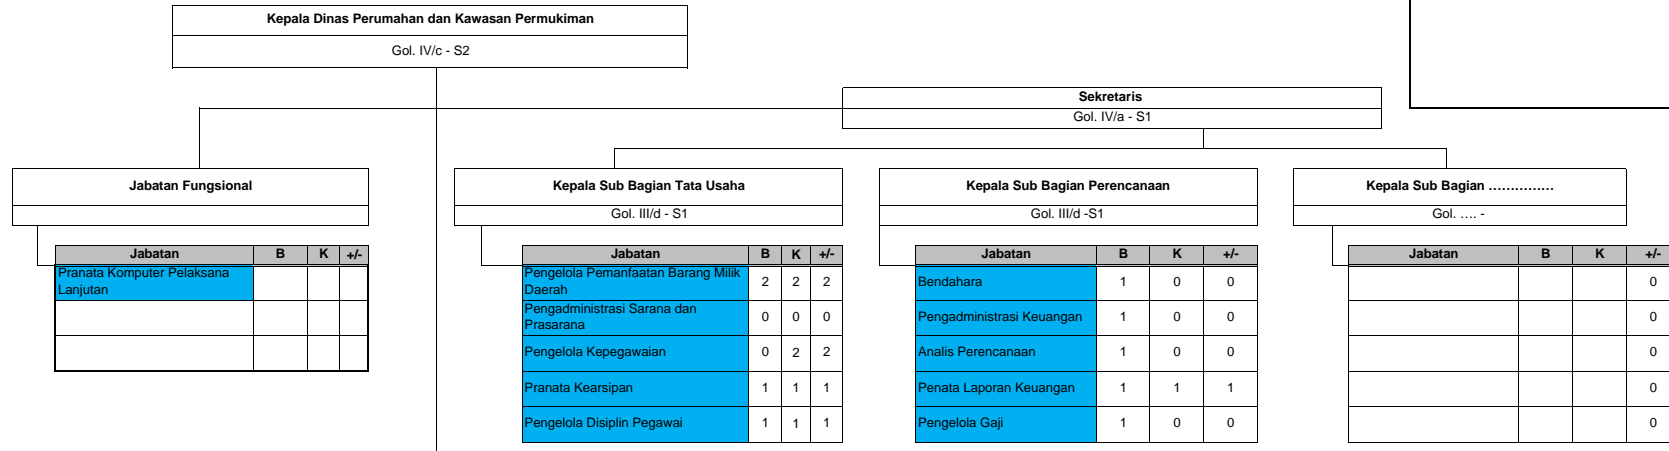 Kepala Dinas Perumahan dan Kawasan Permukiman
Gol. IV/c - S2
Sekretaris
Gol. IV/a - S1
Jabatan Fungsional
Jabatan B K +/-
Pranata Komputer Pelaksana
Lanjutan
Kepala Sub Bagian Tata Usaha
Gol. III/d - S1
Jabatan B K +/-
Pengelola Pemanfaatan Barang Milik
Daerah 2 2 2
Pengadministrasi Sarana dan
Prasarana 0 0 0
Pengelola Kepegawaian 0 2 2
Pranata Kearsipan 1 1 1
Pengelola Disiplin Pegawai 1 1 1
Kepala Sub Bagian Perencanaan
Gol. III/d -S1
Jabatan B K +/-
Bendahara 1 0 0
Pengadministrasi Keuangan 1 0 0
Analis Perencanaan 1 0 0
Penata Laporan Keuangan 1 1 1
Pengelola Gaji 1 0 0
Kepala Sub Bagian ……………
Gol. …. -
Jabatan B K +/-
0
0
0
0
0